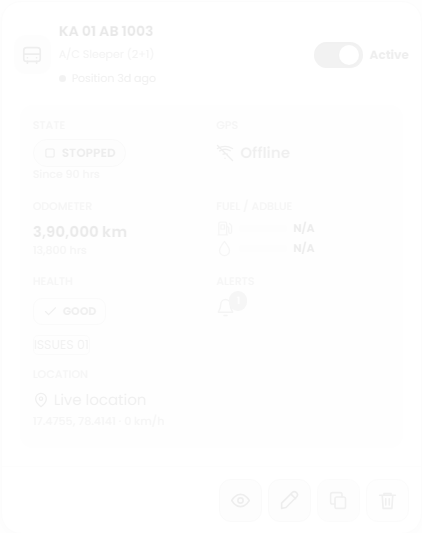 KA 01 AB 1003
A/C Sleeper (2+1)
Active
Position 3d ago
STATE
GPS
STOPPED
Offline
Since 90 hrs
ODOMETER
FUEL / ADBLUE
3,90,000 km
N/A
13,800 hrs
N/A
HEALTH
ALERTS
GOOD
ISSUES 01
LOCATION
Live location
17.4755, 78.4141 · 0 km/h